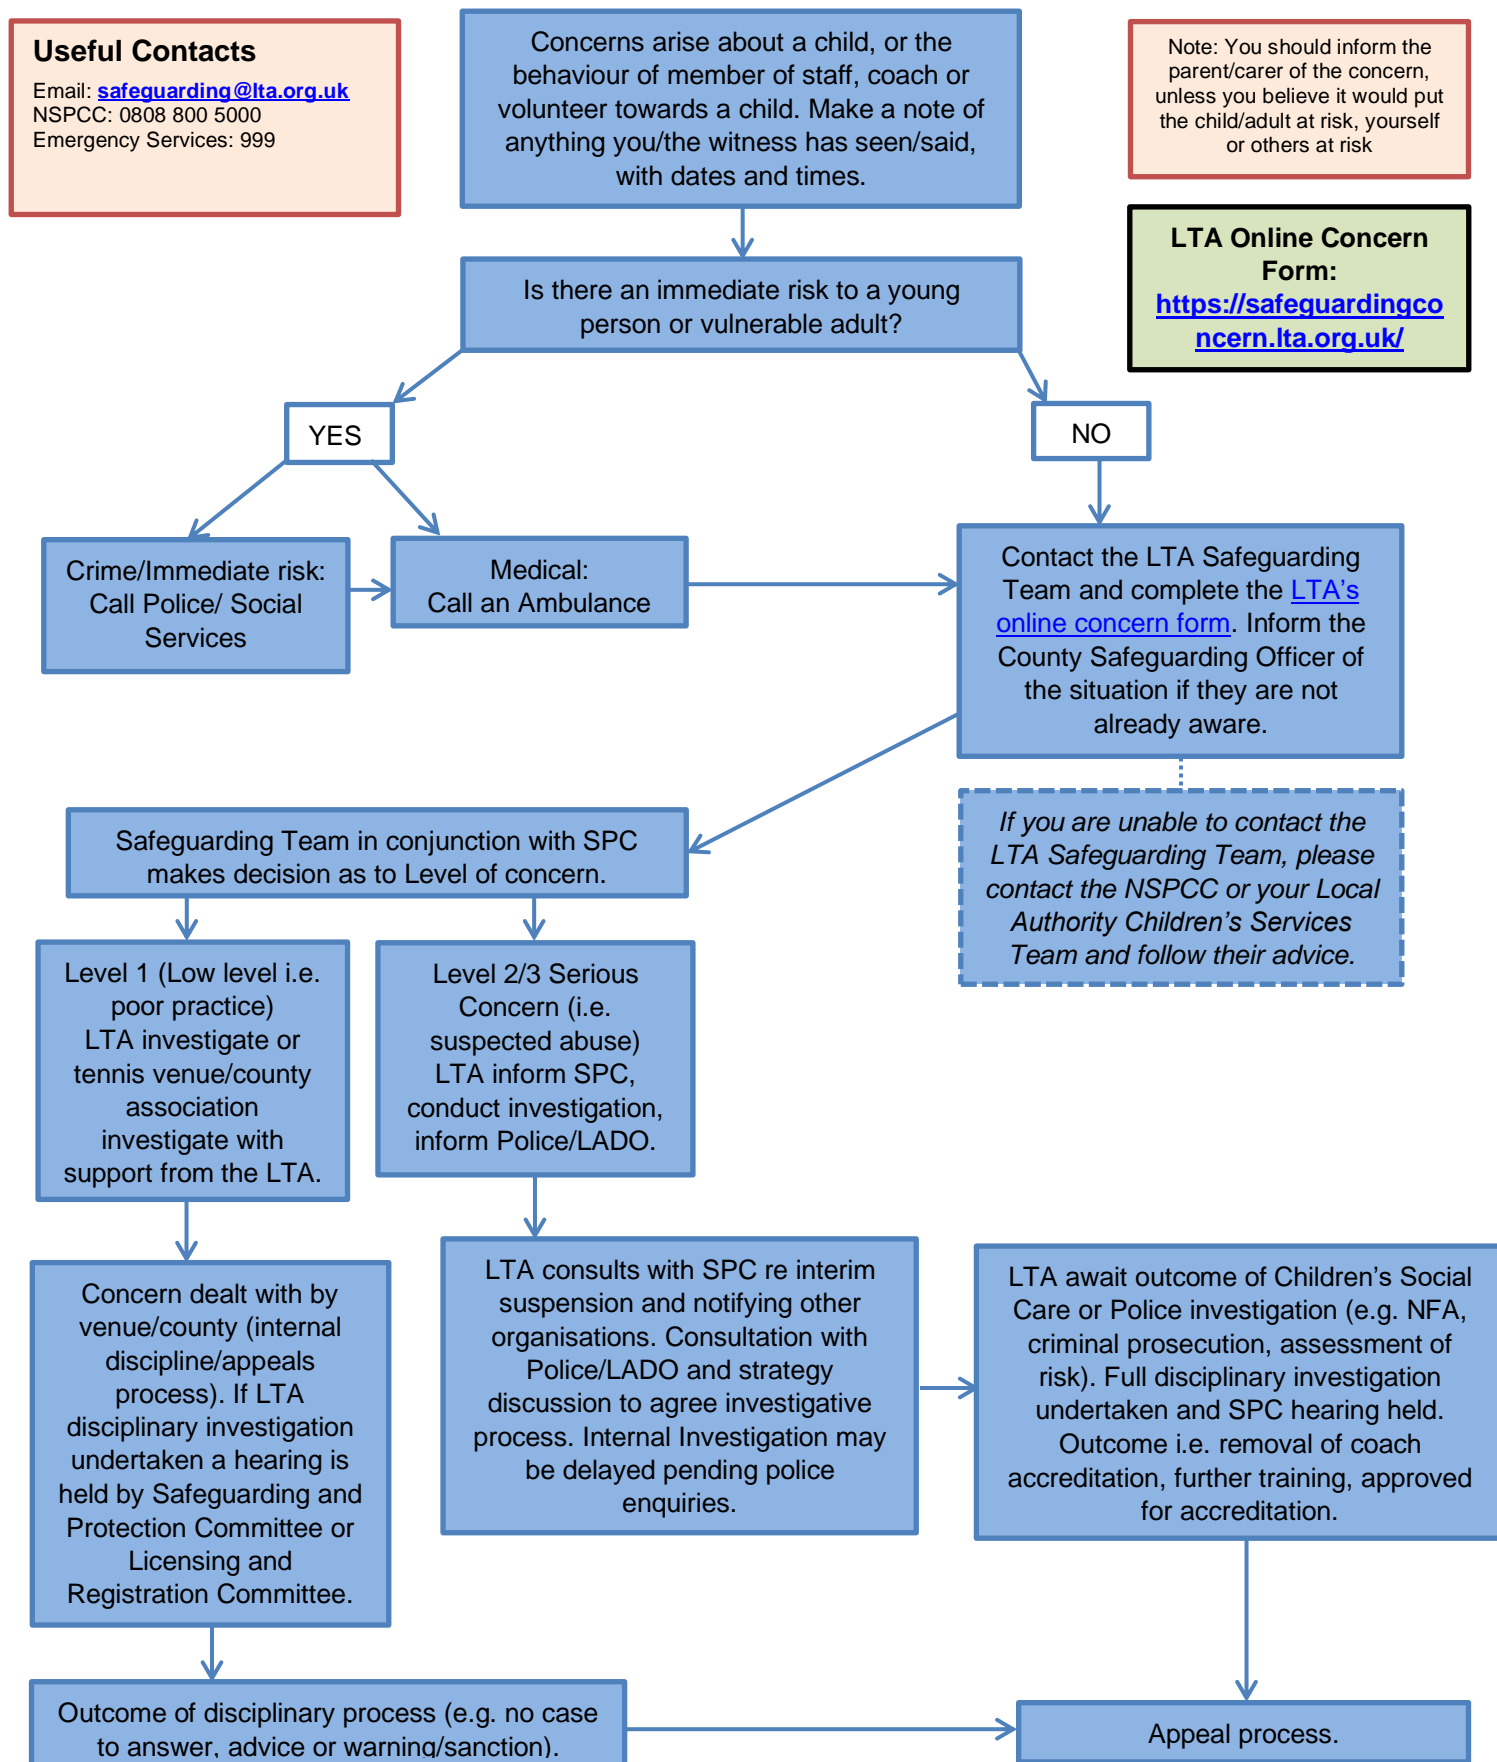 Useful Contacts
Email: safeguarding@lta.org.uk
NSPCC: 0808 800 5000
Emergency Services: 999
Concerns arise about a child, or the
behaviour of member of staff, coach or
volunteer towards a child. Make a note of
anything you/the witness has seen/said,
with dates and times.
Note: You should inform the
parent/carer of the concern,
unless you believe it would put
the child/adult at risk, yourself
or others at risk
LTA Online Concern
Form:
https://safeguardingco
ncern.lta.org.uk/
Is there an immediate risk to a young
person or vulnerable adult?
YES
NO
Crime/Immediate risk:
Call Police/ Social
Services
Medical:
Call an Ambulance
Contact the LTA Safeguarding
Team and complete the LTA’s
online concern form. Inform the
County Safeguarding Officer of
the situation if they are not
already aware.
If you are unable to contact the
LTA Safeguarding Team, please
contact the NSPCC or your Local
Authority Children’s Services
Team and follow their advice.
Safeguarding Team in conjunction with SPC
makes decision as to Level of concern.
Level 1 (Low level i.e.
poor practice)
LTA investigate or
tennis venue/county
association
investigate with
support from the LTA.
Level 2/3 Serious
Concern (i.e.
suspected abuse)
LTA inform SPC,
conduct investigation,
inform Police/LADO.
Concern dealt with by
venue/county (internal
discipline/appeals
process). If LTA
disciplinary investigation
undertaken a hearing is
held by Safeguarding and
Protection Committee or
Licensing and
Registration Committee.
LTA consults with SPC re interim
suspension and notifying other
organisations. Consultation with
Police/LADO and strategy
discussion to agree investigative
process. Internal Investigation may
be delayed pending police
enquiries.
LTA await outcome of Children’s Social
Care or Police investigation (e.g. NFA,
criminal prosecution, assessment of
risk). Full disciplinary investigation
undertaken and SPC hearing held.
Outcome i.e. removal of coach
accreditation, further training, approved
for accreditation.
Outcome of disciplinary process (e.g. no case
to answer, advice or warning/sanction).
Appeal process.